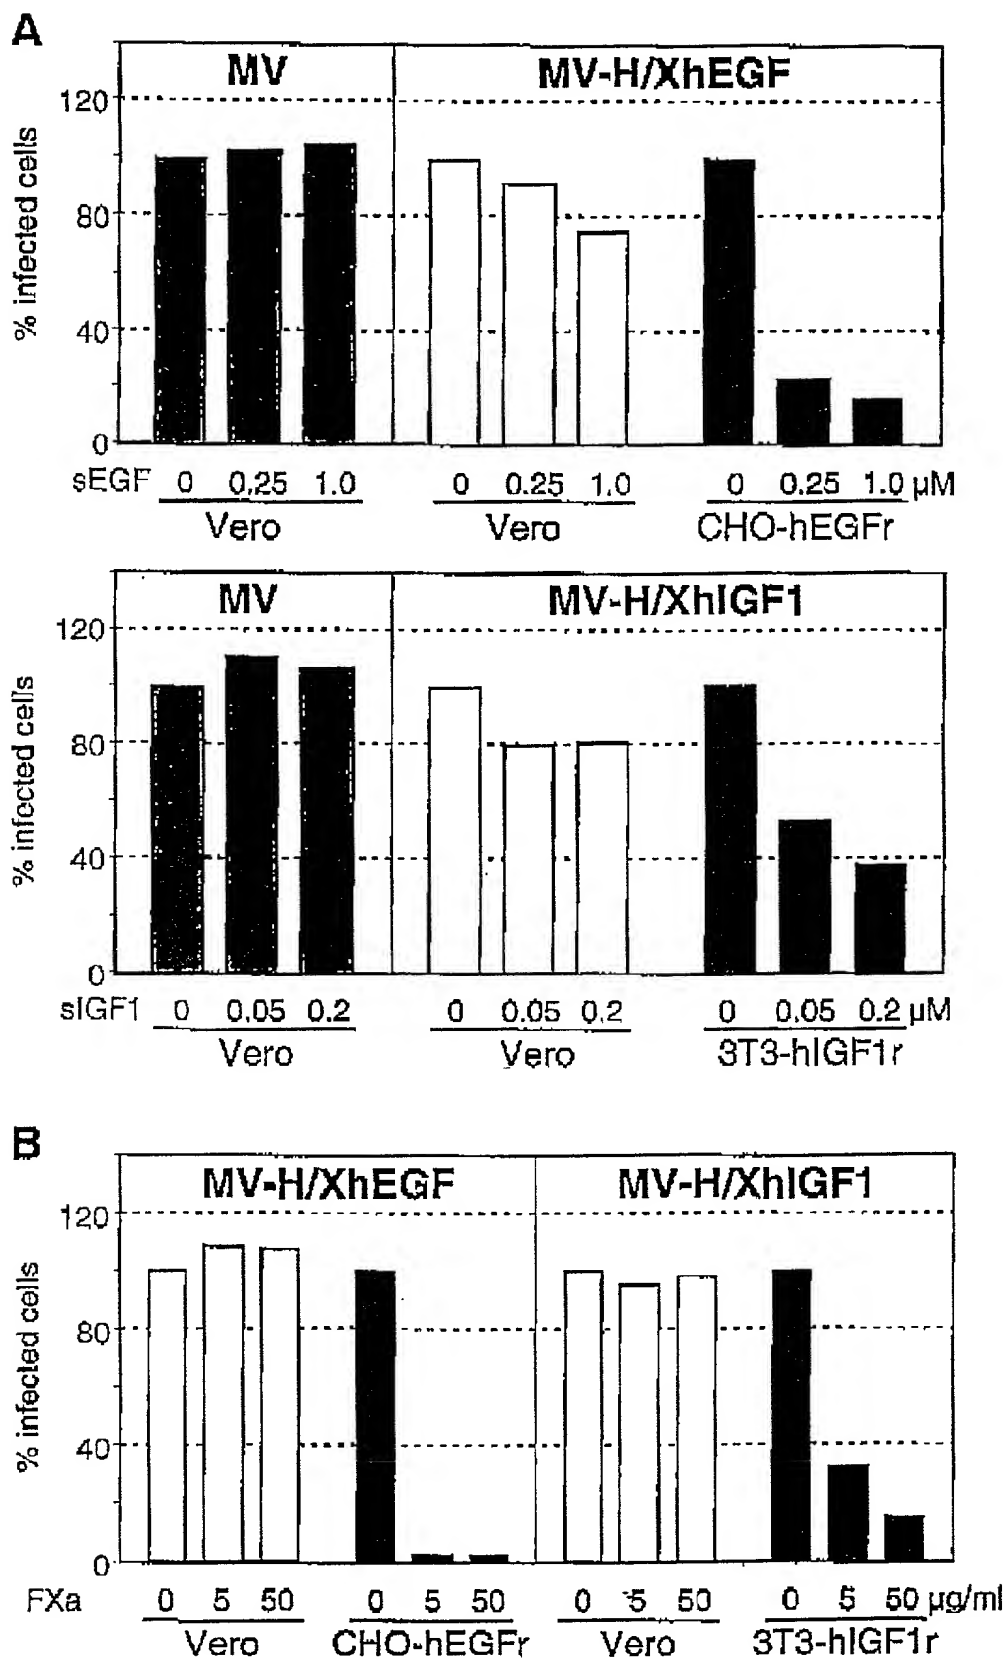 A
MV
MV-H/XhEGF
% infected cells
120
80
40
0
sEGF 0 0.25 1.0 0 0.25 1.0 0 0.25 1.0 µM
Vero Vero CHO-hEGFr
MV
MV-H/XhIGF1
% infected cells
120
80
40
0
sIGF1 0 0.05 0.2 0 0.05 0.2 0 0.05 0.2 µM
Vero Vero 3T3-hIGF1r
B
MV-H/XhEGF
MV-H/XhIGF1
% infected cells
120
80
40
0
FXa 0 5 50 0 5 50 0 5 50 0 5 50 µg/ml
Vero CHO-hEGFr Vero 3T3-hIGF1r